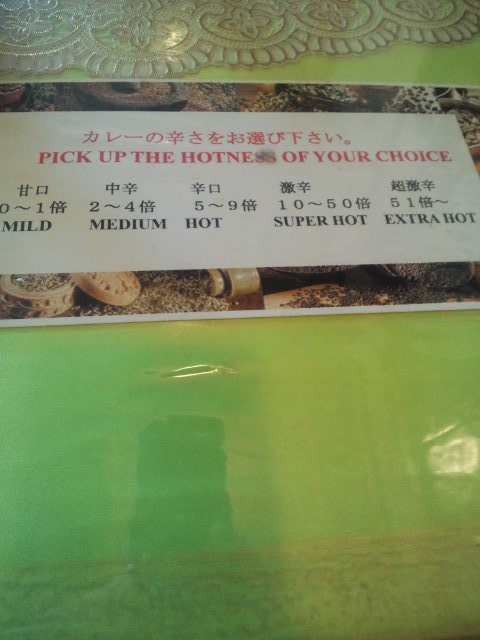 カレーの辛さをお選び下さい。
PICK UP THE HOTNESS OF YOUR CHOICE
甘口 中辛 辛口 激辛 超激辛
0～1倍 2～4倍 5～9倍 10～50倍 51倍～
MILD MEDIUM HOT SUPER HOT EXTRA HOT